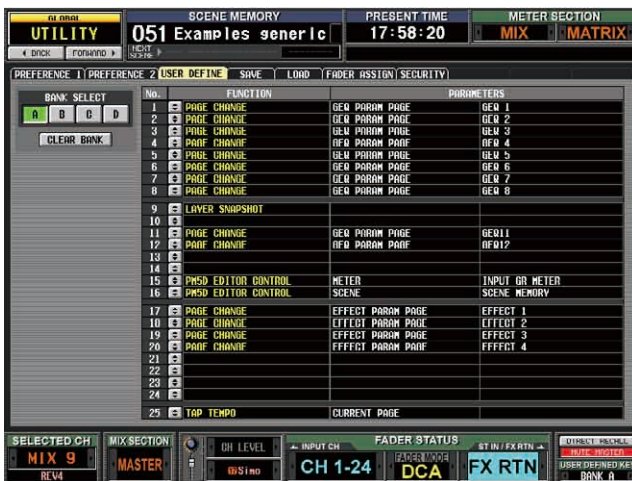 GLOBAL
UTILITY
BACK FORWARD
SCENE MEMORY
051 Examples generic
NEXT SCENE
PRESENT TIME
17:58:20
METER SECTION
MIX MATRIX
PREFERENCE 1 PREFERENCE 2 USER DEFINE SAVE LOAD FADER ASSIGN SECURITY
BANK SELECT
A B C D
CLEAR BANK
No. FUNCTION PARAMETERS
1 PAGE CHANGE GEQ PARAM PAGE GEQ 1
2 PAGE CHANGE GEQ PARAM PAGE GEQ 2
3 PAGE CHANGE GEQ PARAM PAGE GEQ 3
4 PAGE CHANGE GEQ PARAM PAGE GEQ 4
5 PAGE CHANGE GEQ PARAM PAGE GEQ 5
6 PAGE CHANGE GEQ PARAM PAGE GEQ 6
7 PAGE CHANGE GEQ PARAM PAGE GEQ 7
8 PAGE CHANGE GEQ PARAM PAGE GEQ 8
9 LAYER SNAPSHOT
10
11 PAGE CHANGE GEQ PARAM PAGE GEQ11
12 PAGE CHANGE GEQ PARAM PAGE GEQ12
13
14
15 PM5D EDITOR CONTROL METER INPUT GR METER
16 PM5D EDITOR CONTROL SCENE SCENE MEMORY
17 PAGE CHANGE EFFECT PARAM PAGE EFFECT 1
18 PAGE CHANGE EFFECT PARAM PAGE EFFECT 2
19 PAGE CHANGE EFFECT PARAM PAGE EFFECT 3
20 PAGE CHANGE EFFECT PARAM PAGE EFFECT 4
21
22
23
24
25 TAP TEMPO CURRENT PAGE
SELECTED CH
MIX 9
REV4
MIX SECTION
MASTER
CH LEVEL
FADER STATUS
INPUT CH
CH 1-24
FADER MODE
DCA
ST IN / FX RTN
FX RTN
DIRECT RECALL
MUTE MASTER
USER DEFINED KEY
BANK A